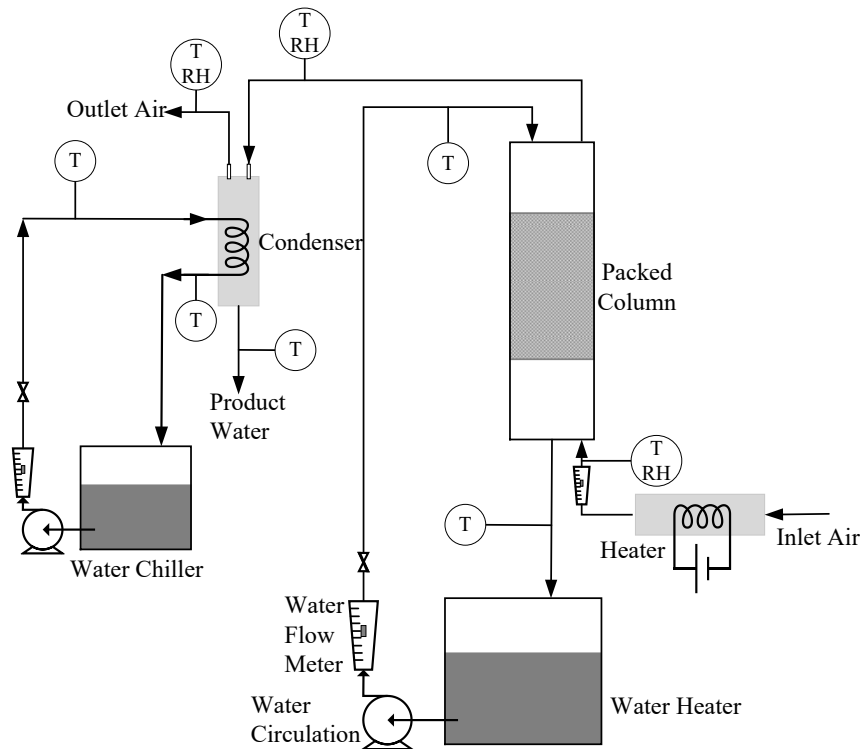 T
RH
T
RH
Outlet Air
T
T
Condenser
Packed
Column
T
T
Product
Water
T
RH
T
Inlet Air
Heater
Water Chiller
Water
Flow
Meter
Water
Circulation
Water Heater